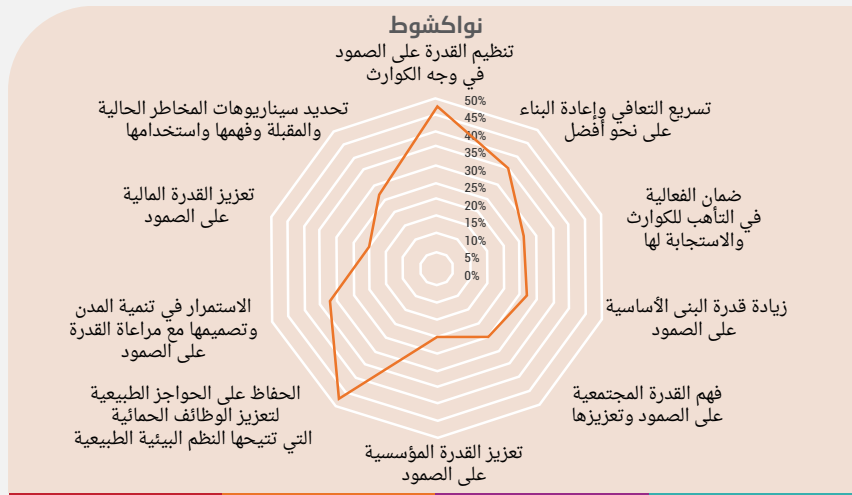 نواكشوط
تنظيم القدرة على الصمود
في وجه الكوارث
تحديد سيناريوهات المخاطر الحالية
والمقبلة وفهمها واستخدامها
تعزيز القدرة المالية
على الصمود
الاستمرار في تنمية المدن
وتصميمها مع مراعاة القدرة
على الصمود
الحفاظ على الحواجز الطبيعية
لتعزيز الوظائف الحمائية
التي تتيحها النظم البيئية الطبيعية
تعزيز القدرة المؤسسية
على الصمود
فهم القدرة المجتمعية
على الصمود وتعزيزها
زيادة قدرة البنى الأساسية
على الصمود
ضمان الفعالية
في التأهب للكوارث
والاستجابة لها
تسريع التعافي وإعادة البناء
على نحو أفضل
50%
45%
40%
35%
30%
25%
20%
15%
10%
5%
0%